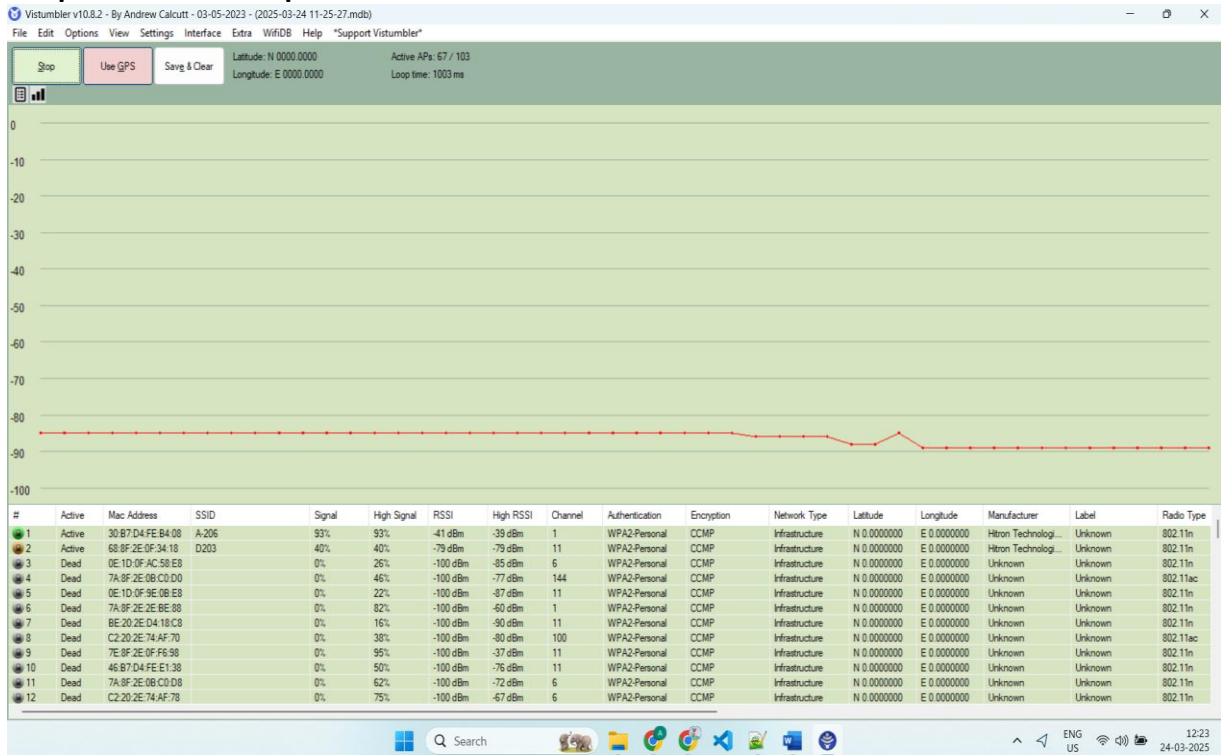 Vistumbler v10.8.2 - By Andrew Calcutt - 03-05-2023 - (2025-03-24 11-25-27.mdb)
File Edit Options View Settings Interface Extra WifiDB Help *Support Vistumbler*
Stop Use GPS Save & Clear Latitude: N 0000.0000 Active APs: 67 / 103
Longitude: E 0000.0000 Loop time: 1003 ms
0
-10
-20
-30
-40
-50
-60
-70
-80
-90
-100
# Active Mac Address SSID Signal High Signal RSSI High RSSI Channel Authentication Encryption Network Type Latitude Longitude Manufacturer Label Radio Type
1 Active 30:B7:D4:FE:B4:08 A-206 93% 93% -41 dBm -39 dBm 1 WPA2-Personal CCMP Infrastructure N 0.0000000 E 0.0000000 Hitron Technologi... Unknown 802.11n
2 Active 68:8F:2E:0F:34:18 D203 40% 40% -79 dBm -79 dBm 11 WPA2-Personal CCMP Infrastructure N 0.0000000 E 0.0000000 Hitron Technologi... Unknown 802.11n
3 Dead 0E:1D:0F:AC:58:E8 0% 26% -100 dBm -85 dBm 6 WPA2-Personal CCMP Infrastructure N 0.0000000 E 0.0000000 Unknown Unknown 802.11n
4 Dead 7A:8F:2E:0B:C0:D0 0% 46% -100 dBm -77 dBm 144 WPA2-Personal CCMP Infrastructure N 0.0000000 E 0.0000000 Unknown Unknown 802.11ac
5 Dead 0E:1D:0F:9E:0B:E8 0% 22% -100 dBm -87 dBm 11 WPA2-Personal CCMP Infrastructure N 0.0000000 E 0.0000000 Unknown Unknown 802.11n
6 Dead 7A:8F:2E:2E:BE:88 0% 82% -100 dBm -60 dBm 1 WPA2-Personal CCMP Infrastructure N 0.0000000 E 0.0000000 Unknown Unknown 802.11n
7 Dead BE:20:2E:D4:18:C8 0% 16% -100 dBm -90 dBm 11 WPA2-Personal CCMP Infrastructure N 0.0000000 E 0.0000000 Unknown Unknown 802.11n
8 Dead C2:20:2E:74:AF:70 0% 38% -100 dBm -80 dBm 100 WPA2-Personal CCMP Infrastructure N 0.0000000 E 0.0000000 Unknown Unknown 802.11ac
9 Dead 7E:8F:2E:0F:F6:98 0% 95% -100 dBm -37 dBm 11 WPA2-Personal CCMP Infrastructure N 0.0000000 E 0.0000000 Unknown Unknown 802.11n
10 Dead 46:B7:D4:FE:E1:38 0% 50% -100 dBm -76 dBm 11 WPA2-Personal CCMP Infrastructure N 0.0000000 E 0.0000000 Unknown Unknown 802.11n
11 Dead 7A:8F:2E:0B:C0:D8 0% 62% -100 dBm -72 dBm 6 WPA2-Personal CCMP Infrastructure N 0.0000000 E 0.0000000 Unknown Unknown 802.11n
12 Dead C2:20:2E:74:AF:78 0% 75% -100 dBm -67 dBm 6 WPA2-Personal CCMP Infrastructure N 0.0000000 E 0.0000000 Unknown Unknown 802.11n
Search ENG 12:23
US 24-03-2025